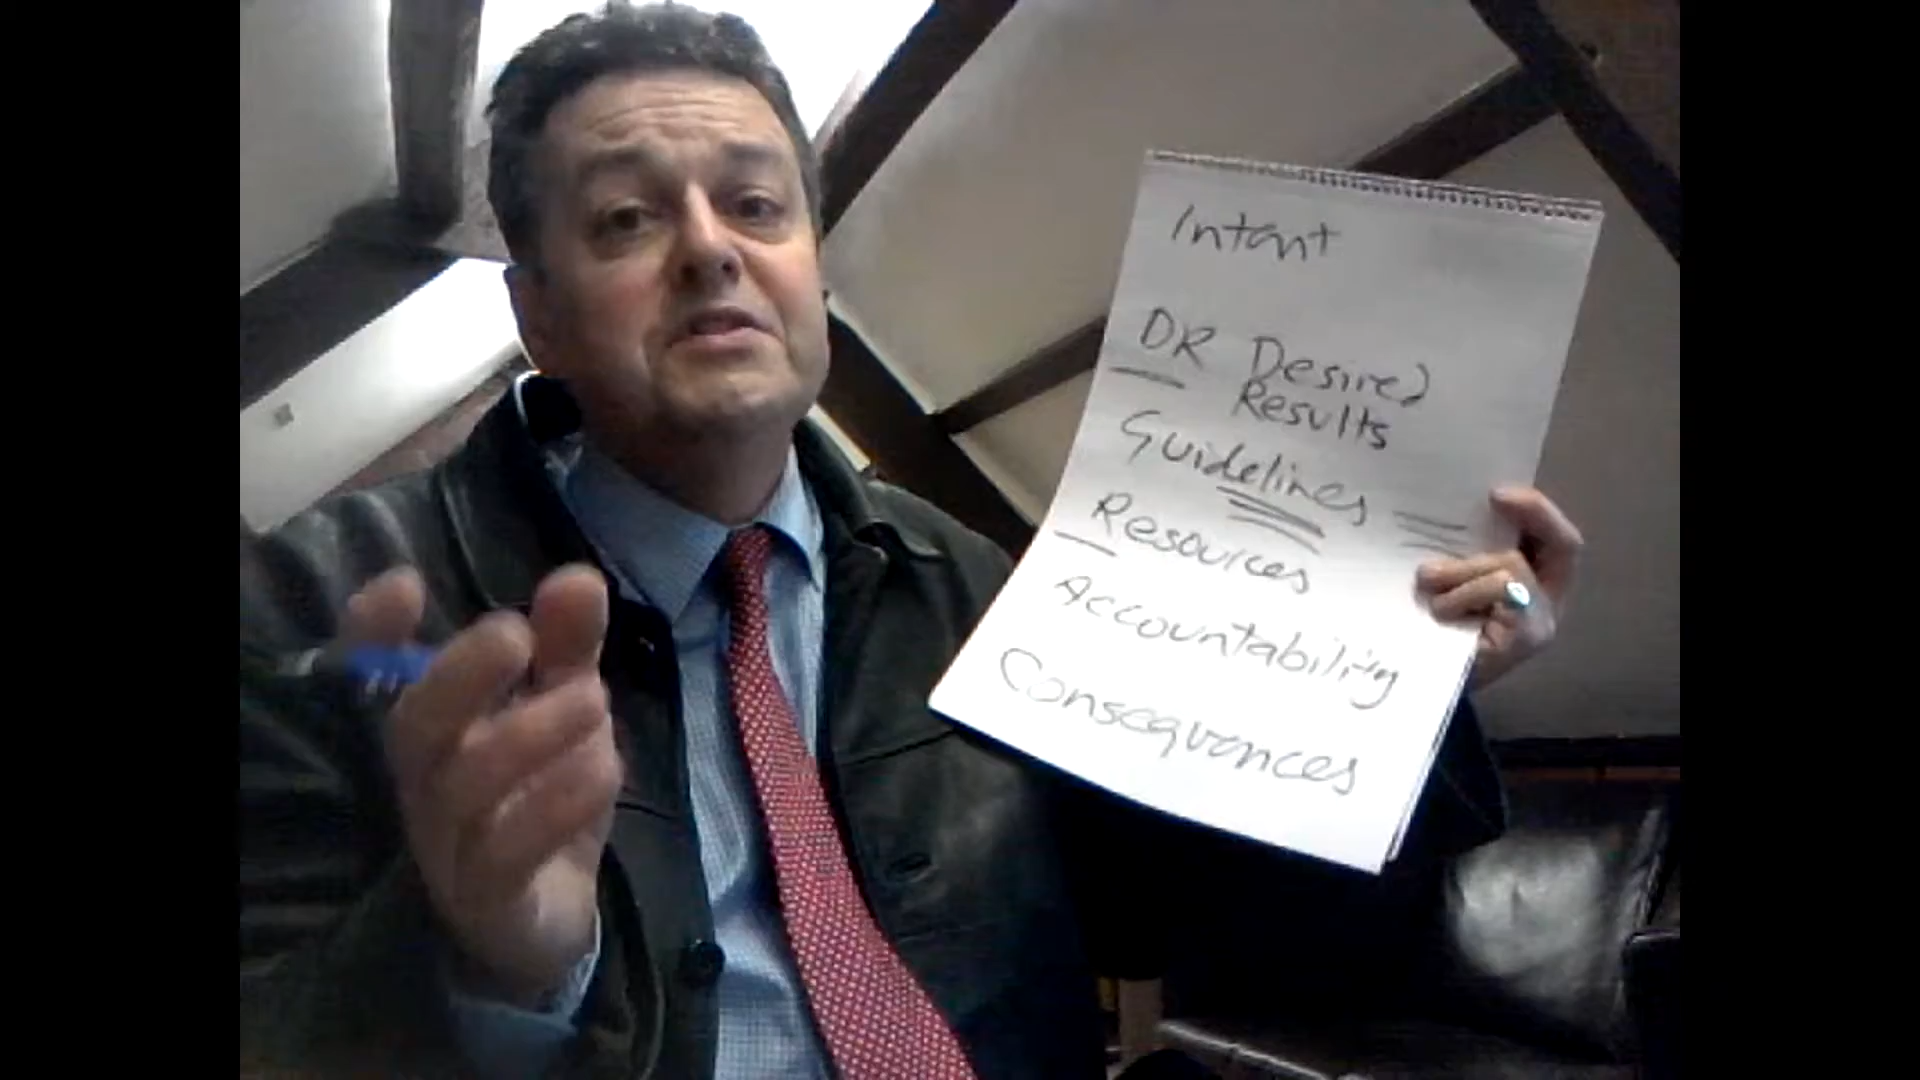 Intent
DR Desired
Results
Guidelines
Resources
Accountability
Consequences